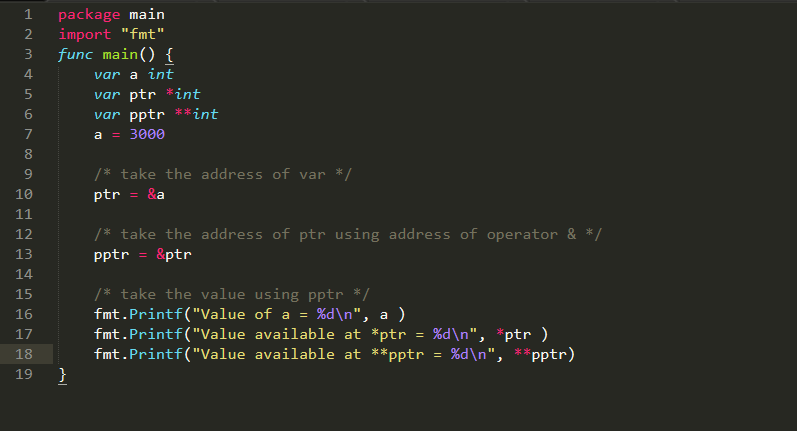 1 package main
2 import "fmt"
3 func main() {
4 var a int
5 var ptr *int
6 var pptr **int
7 a = 3000
8
9 /* take the address of var */
10 ptr = &a
11
12 /* take the address of ptr using address of operator & */
13 pptr = &ptr
14
15 /* take the value using pptr */
16 fmt.Printf("Value of a = %d\n", a )
17 fmt.Printf("Value available at *ptr = %d\n", *ptr )
18 fmt.Printf("Value available at **pptr = %d\n", **pptr)
19 }